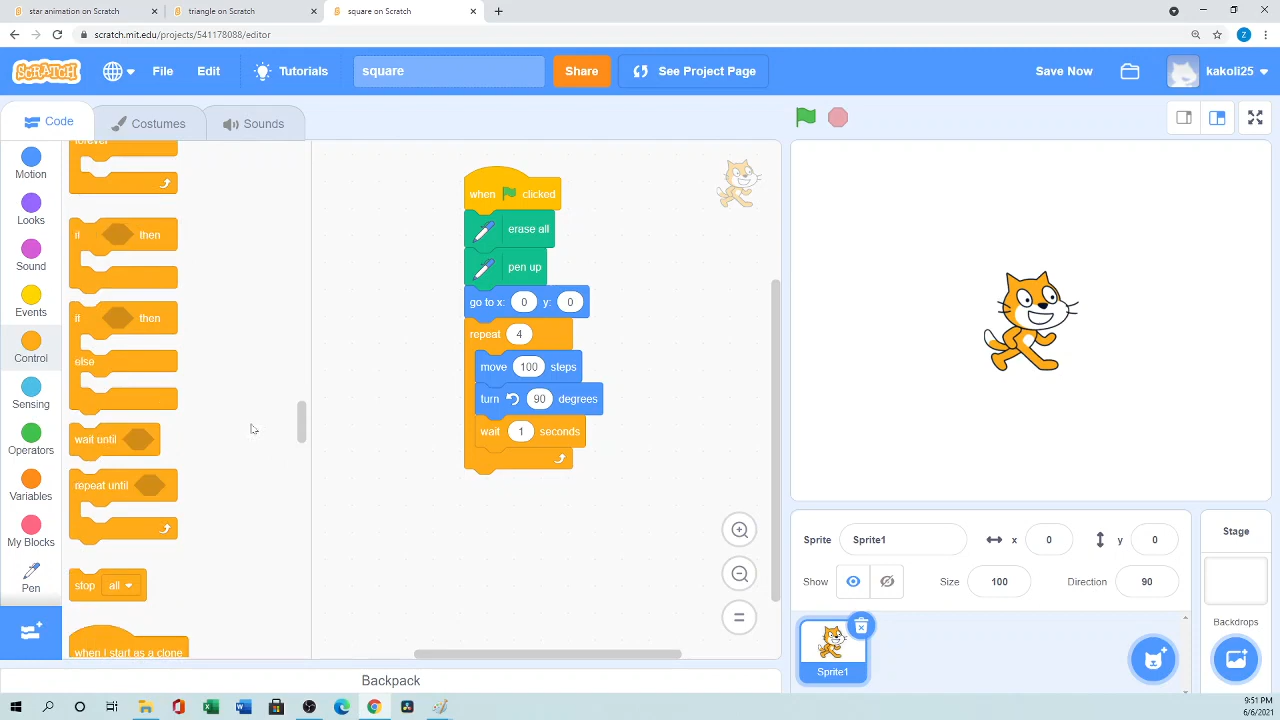 star animation on Scratch
triangle on Scratch
square on Scratch
scratch.mit.edu/projects/541178088/editor
Z
SCRATCH
File
Edit
Tutorials
square
Share
See Project Page
Save Now
kakoli25
Code
Costumes
Sounds
Motion
Looks
Sound
Events
Control
Sensing
Operators
Variables
My Blocks
Pen
forever
if then
if then
else
wait until
repeat until
stop all
when I start as a clone
when clicked
erase all
pen up
go to x: 0 y: 0
repeat 4
move 100 steps
turn 90 degrees
wait 1 seconds
Backpack
Sprite Sprite1 x 0 y 0
Show Size 100 Direction 90
Sprite1
Stage
Backdrops
9:51 PM
6/6/2021